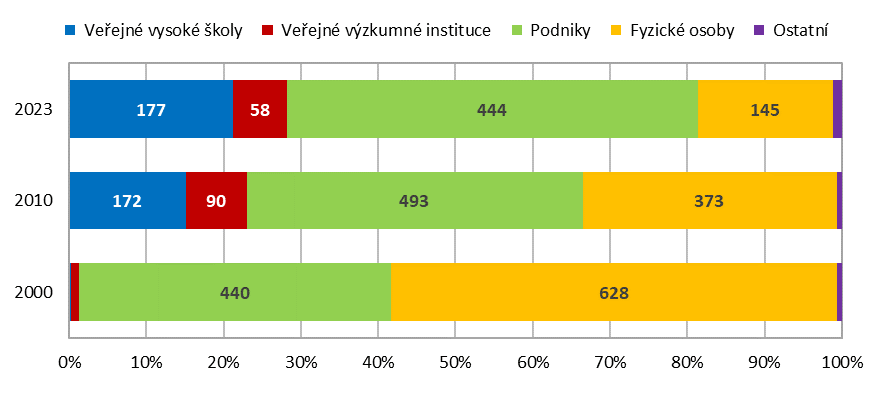 Veřejné vysoké školy Veřejné výzkumné instituce Podniky Fyzické osoby Ostatní
2023 177 58 444 145
2010 172 90 493 373
2000 440 628
0% 10% 20% 30% 40% 50% 60% 70% 80% 90% 100%